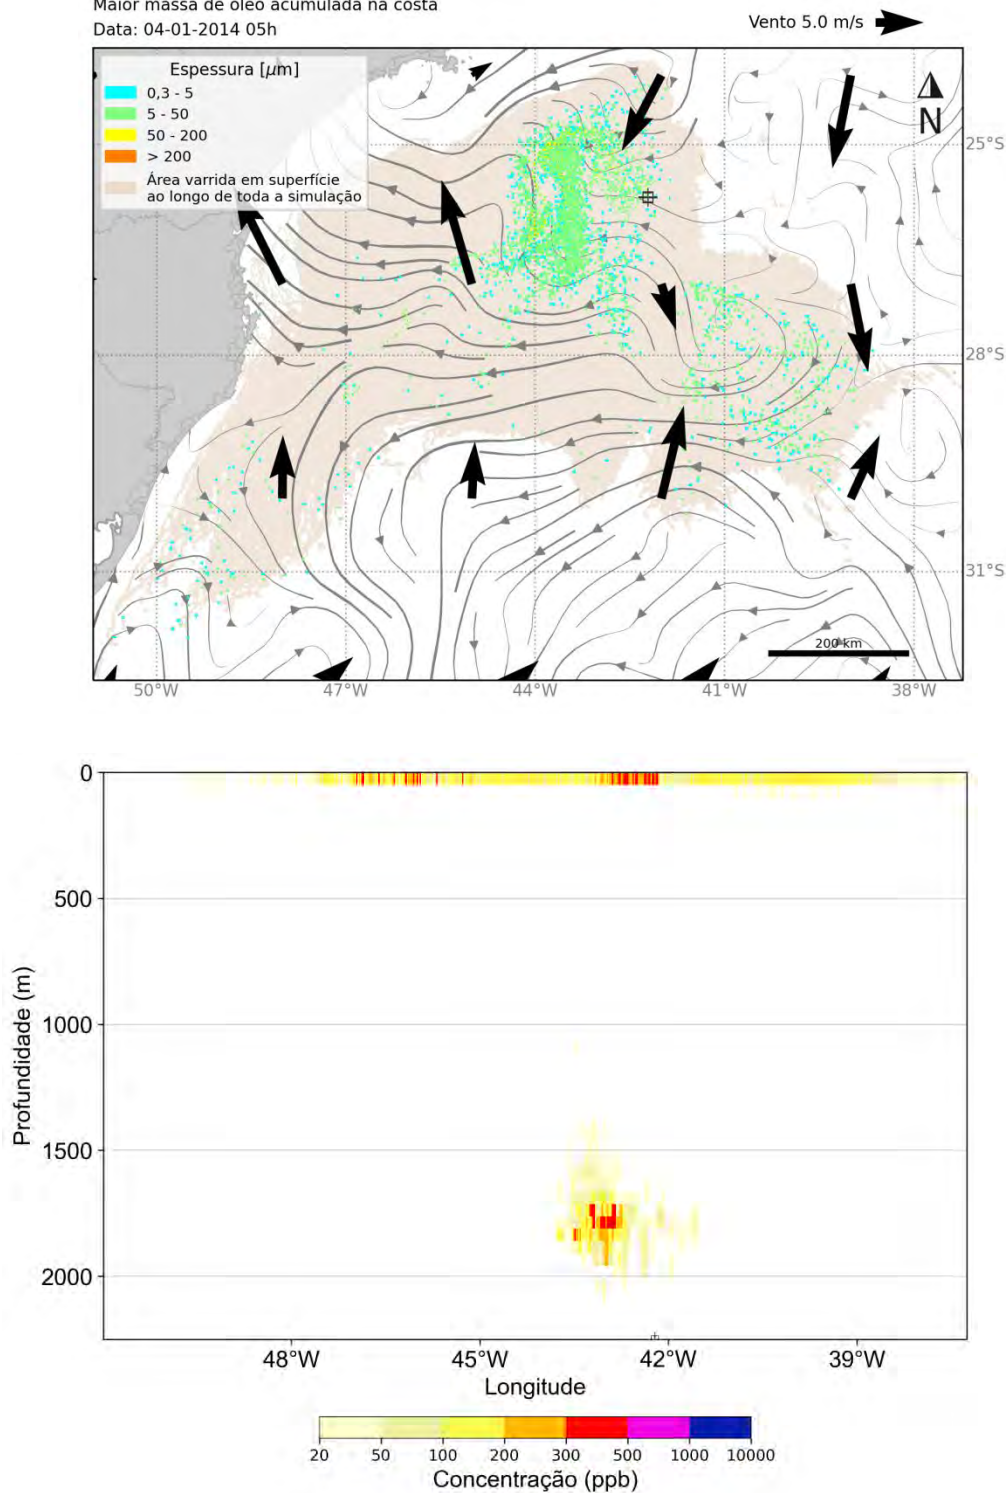 Maior massa de óleo acumulada na costa
Data: 04-01-2014 05h
Vento 5.0 m/s
Espessura [µm]
0,3 - 5
5 - 50
50 - 200
> 200
Área varrida em superfície
ao longo de toda a simulação
N
25°S
28°S
31°S
200 km
50°W 47°W 44°W 41°W 38°W
0
500
1000
1500
2000
Profundidade (m)
48°W 45°W 42°W 39°W
Longitude
20 50 100 200 300 500 1000 10000
Concentração (ppb)